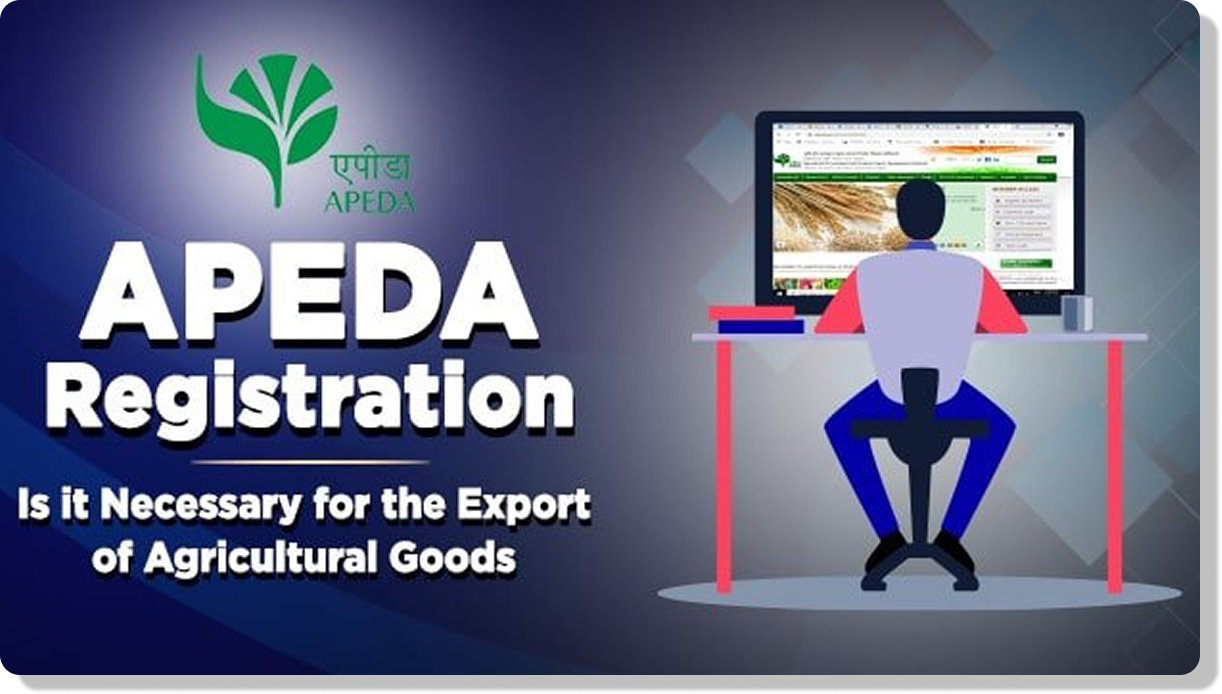 एपीडा
APEDA
APEDA
Registration
Is it Necessary for the Export
of Agricultural Goods